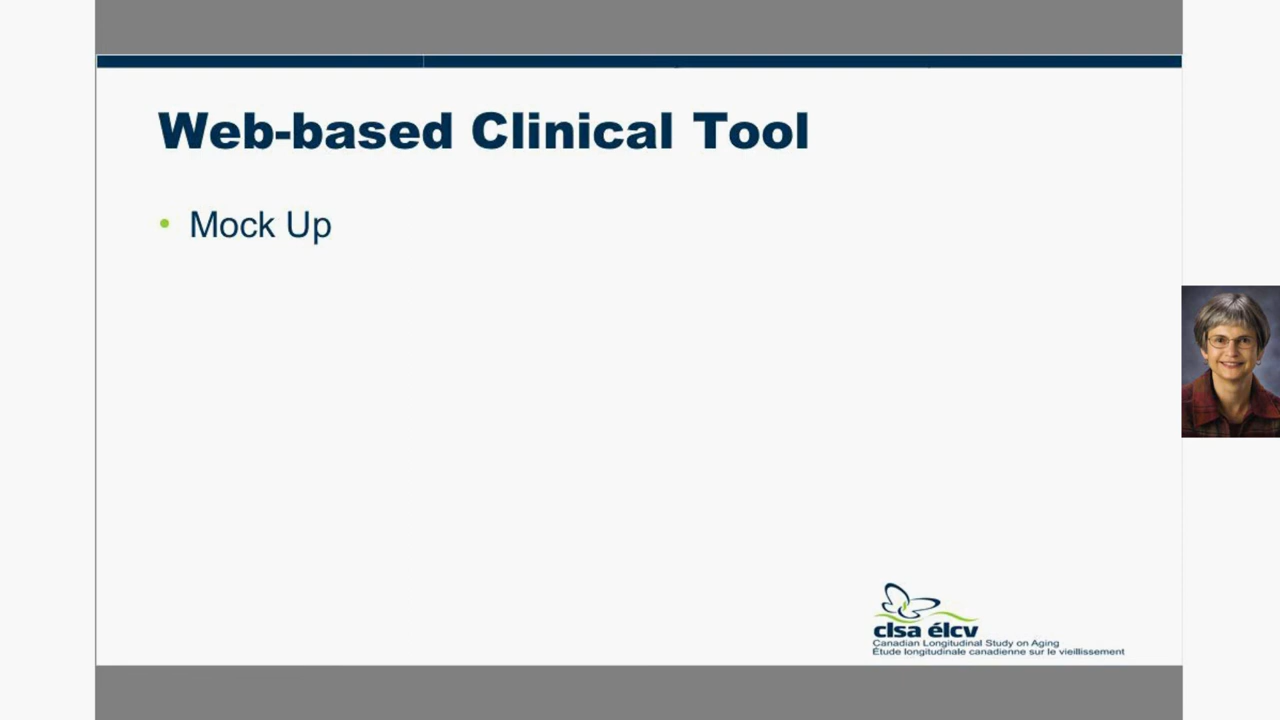 Web-based Clinical Tool
• Mock Up
clsa élcv
Canadian Longitudinal Study on Aging
Étude longitudinale canadienne sur le vieillissement